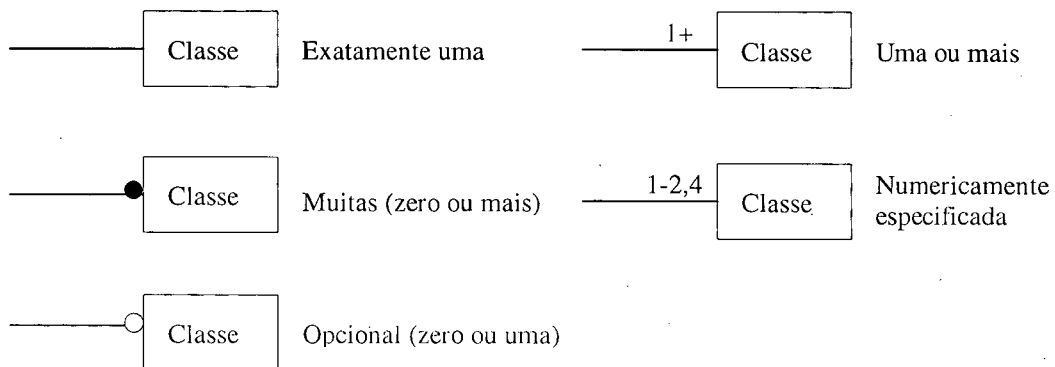 Classe Exatamente uma
1+
Classe Uma ou mais
Classe Muitas (zero ou mais)
1-2,4
Classe Numericamente
especificada
Classe Opcional (zero ou uma)